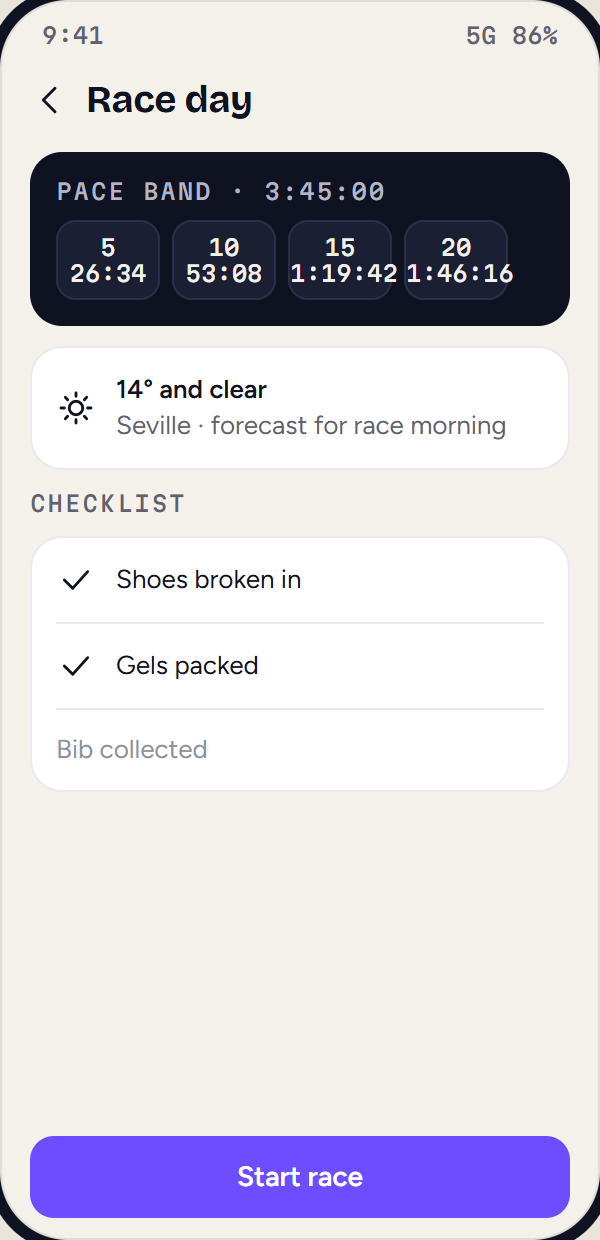 9:41
5G 86%
Race day
PACE BAND · 3:45:00
5
26:34
10
53:08
15
1:19:42
20
1:46:16
14° and clear
Seville · forecast for race morning
CHECKLIST
Shoes broken in
Gels packed
Bib collected
Start race